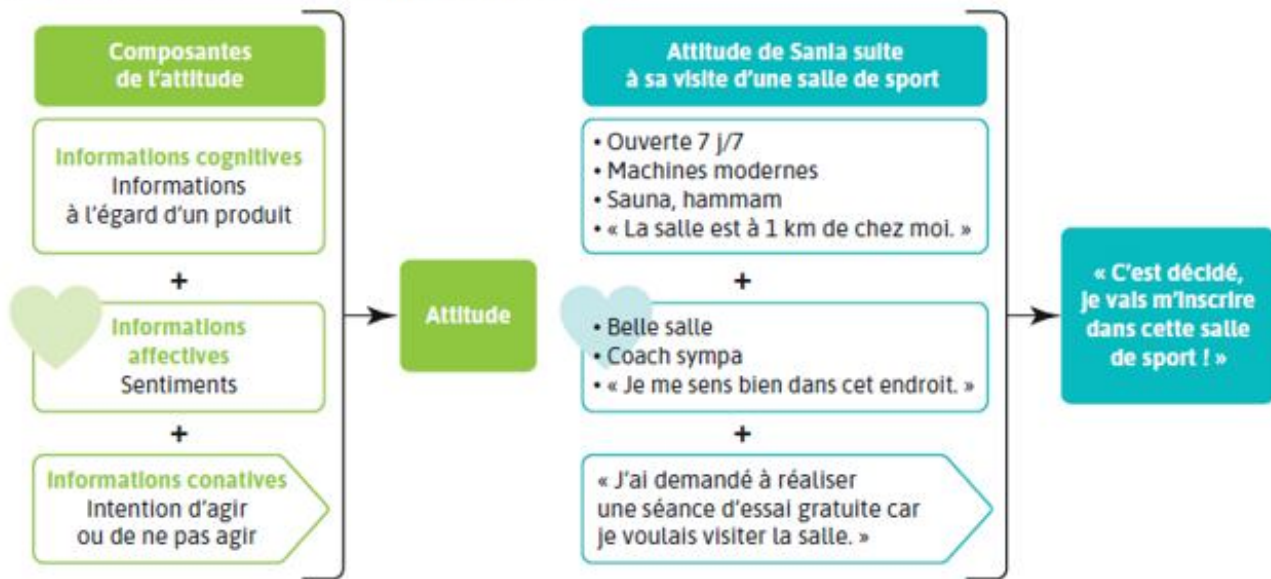 Composantes
de l'attitude
Informations cognitives
Informations
à l'égard d'un produit
+
Informations
affectives
Sentiments
+
Informations conatives
Intention d'agir
ou de ne pas agir
Attitude
Attitude de Sania suite
à sa visite d'une salle de sport
• Ouverte 7 j/7
• Machines modernes
• Sauna, hammam
• « La salle est à 1 km de chez moi. »
+
• Belle salle
• Coach sympa
• « Je me sens bien dans cet endroit. »
+
« J'ai demandé à réaliser
une séance d'essai gratuite car
je voulais visiter la salle. »
« C'est décidé,
je vais m'inscrire
dans cette salle
de sport ! »